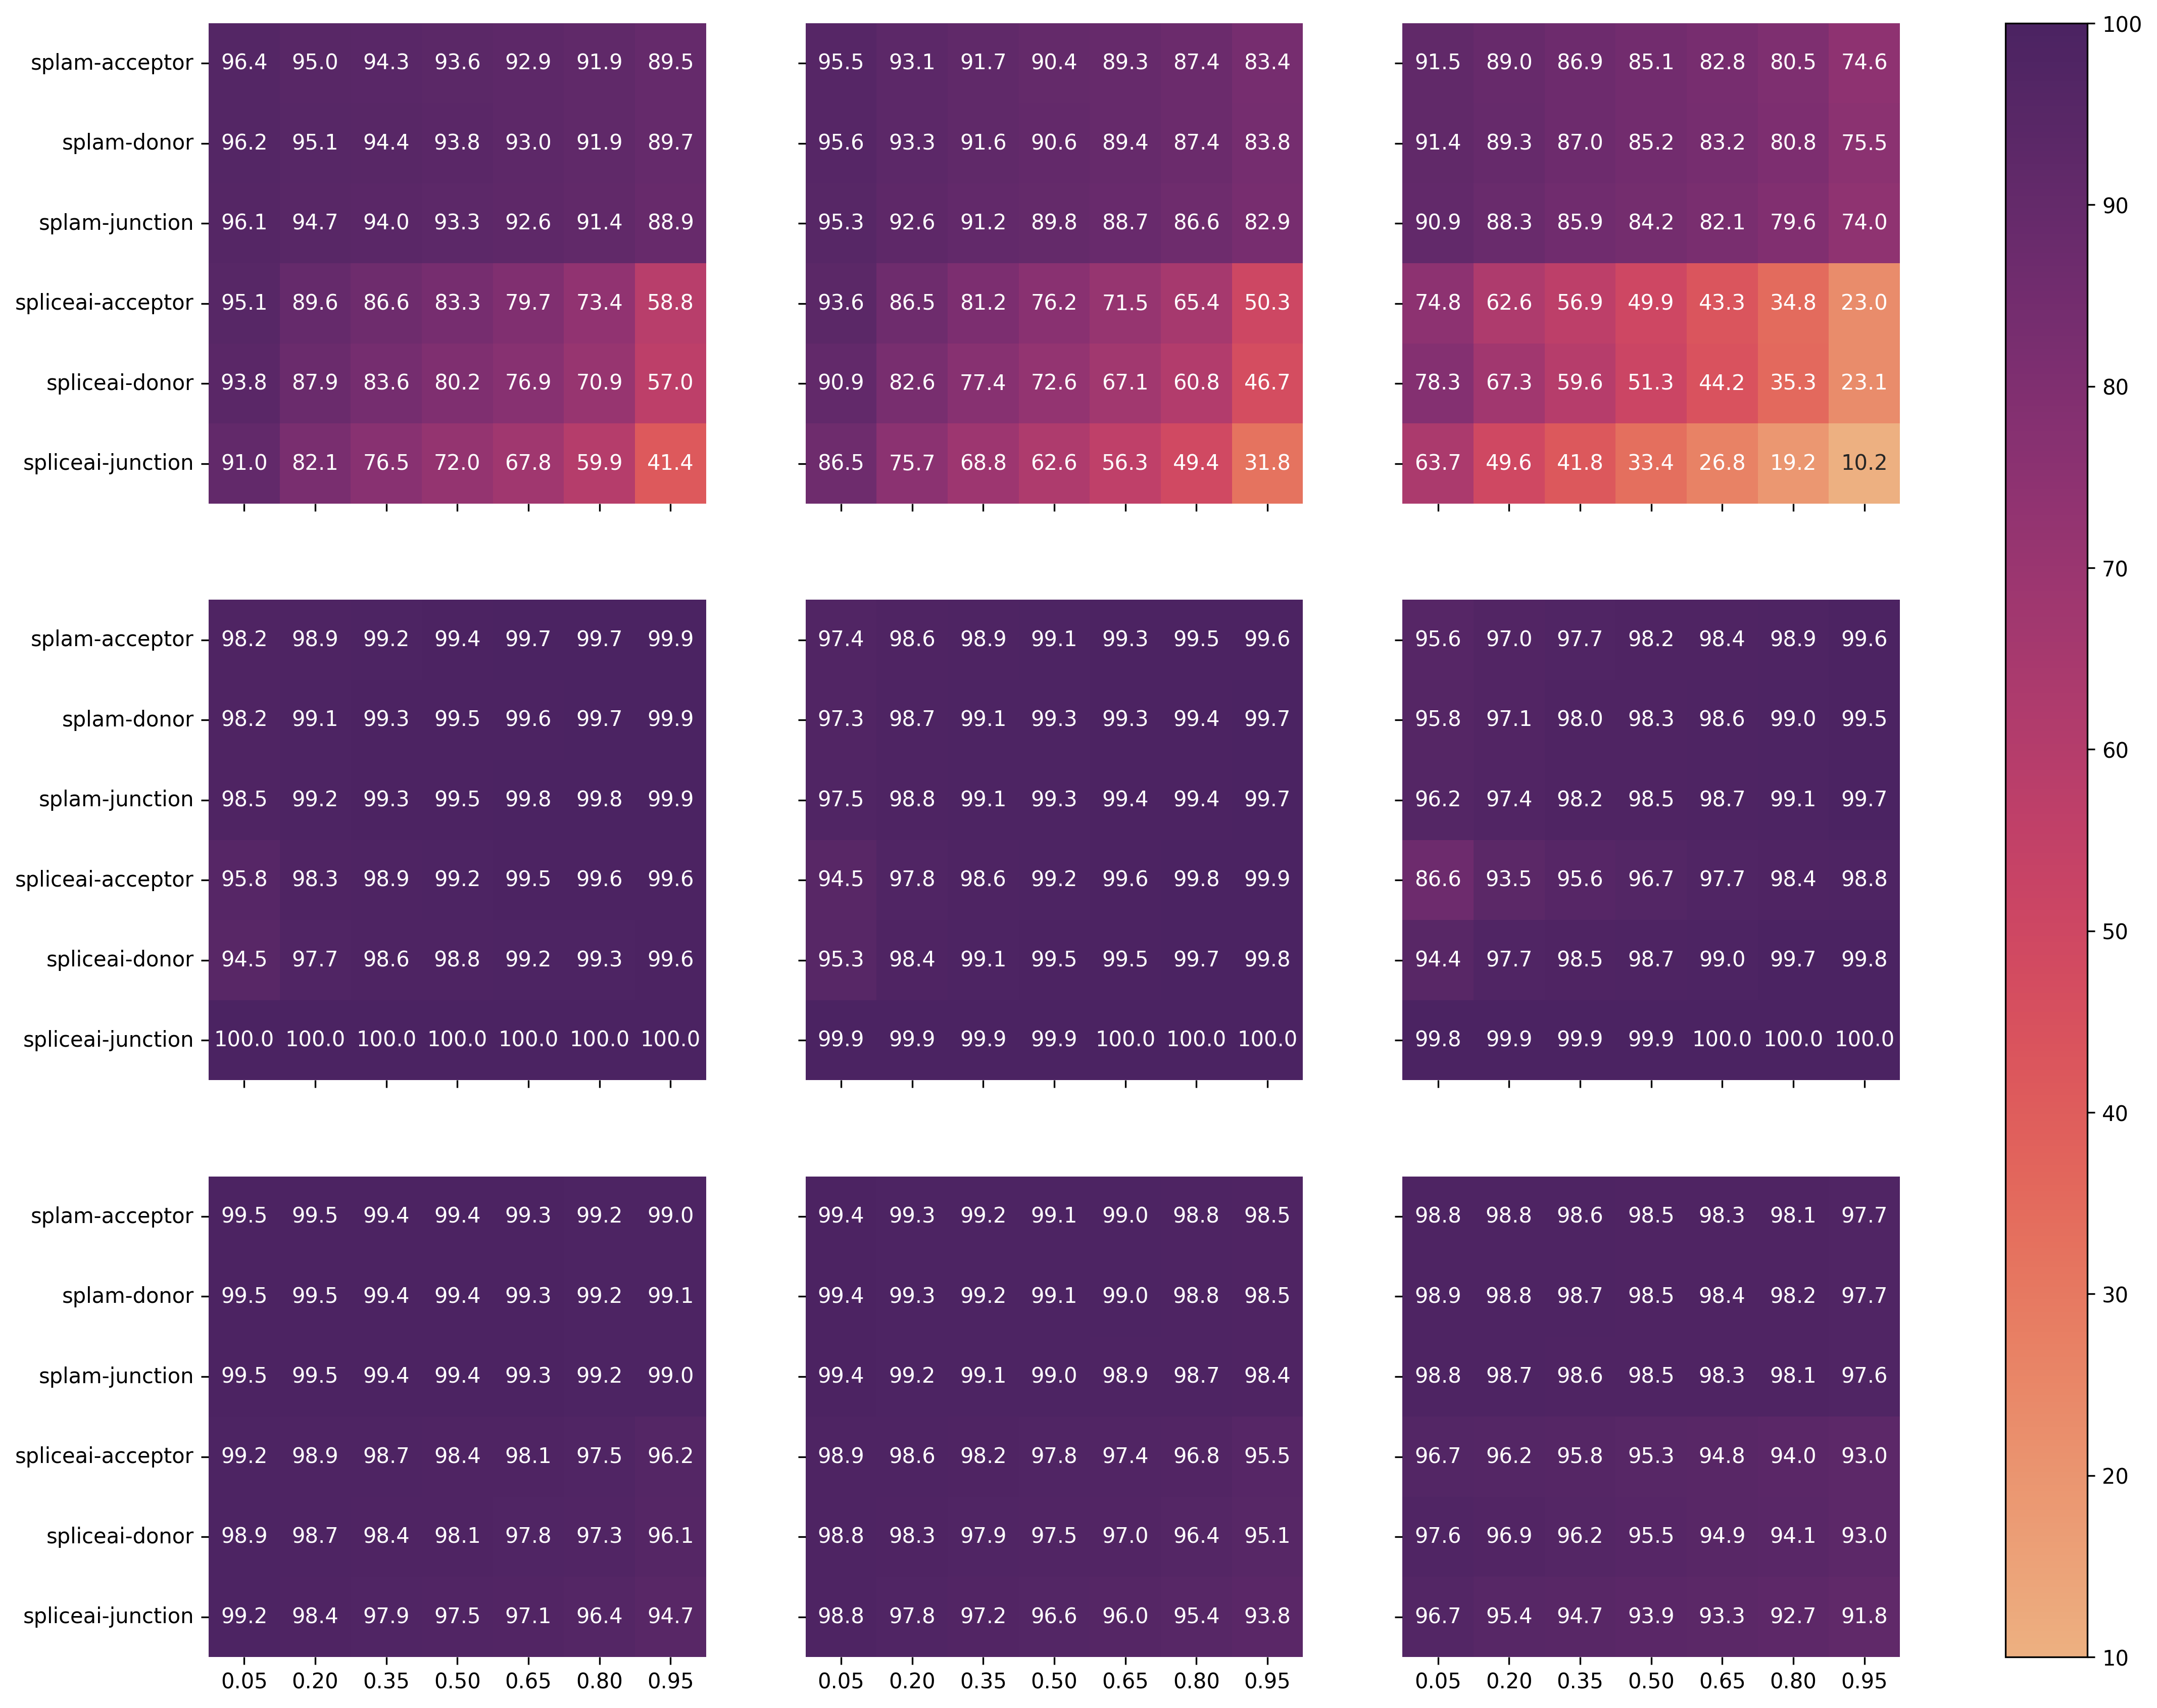 splam-acceptor 96.4 95.0 94.3 93.6 92.9 91.9 89.5 95.5 93.1 91.7 90.4 89.3 87.4 83.4 91.5 89.0 86.9 85.1 82.8 80.5 74.6
splam-donor 96.2 95.1 94.4 93.8 93.0 91.9 89.7 95.6 93.3 91.6 90.6 89.4 87.4 83.8 91.4 89.3 87.0 85.2 83.2 80.8 75.5
splam-junction 96.1 94.7 94.0 93.3 92.6 91.4 88.9 95.3 92.6 91.2 89.8 88.7 86.6 82.9 90.9 88.3 85.9 84.2 82.1 79.6 74.0
spliceai-acceptor 95.1 89.6 86.6 83.3 79.7 73.4 58.8 93.6 86.5 81.2 76.2 71.5 65.4 50.3 74.8 62.6 56.9 49.9 43.3 34.8 23.0
spliceai-donor 93.8 87.9 83.6 80.2 76.9 70.9 57.0 90.9 82.6 77.4 72.6 67.1 60.8 46.7 78.3 67.3 59.6 51.3 44.2 35.3 23.1
spliceai-junction 91.0 82.1 76.5 72.0 67.8 59.9 41.4 86.5 75.7 68.8 62.6 56.3 49.4 31.8 63.7 49.6 41.8 33.4 26.8 19.2 10.2
splam-acceptor 98.2 98.9 99.2 99.4 99.7 99.7 99.9 97.4 98.6 98.9 99.1 99.3 99.5 99.6 95.6 97.0 97.7 98.2 98.4 98.9 99.6
splam-donor 98.2 99.1 99.3 99.5 99.6 99.7 99.9 97.3 98.7 99.1 99.3 99.3 99.4 99.7 95.8 97.1 98.0 98.3 98.6 99.0 99.5
splam-junction 98.5 99.2 99.3 99.5 99.8 99.8 99.9 97.5 98.8 99.1 99.3 99.4 99.4 99.7 96.2 97.4 98.2 98.5 98.7 99.1 99.7
spliceai-acceptor 95.8 98.3 98.9 99.2 99.5 99.6 99.6 94.5 97.8 98.6 99.2 99.6 99.8 99.9 86.6 93.5 95.6 96.7 97.7 98.4 98.8
spliceai-donor 94.5 97.7 98.6 98.8 99.2 99.3 99.6 95.3 98.4 99.1 99.5 99.5 99.7 99.8 94.4 97.7 98.5 98.7 99.0 99.7 99.8
spliceai-junction 100.0 100.0 100.0 100.0 100.0 100.0 100.0 99.9 99.9 99.9 99.9 100.0 100.0 100.0 99.8 99.9 99.9 99.9 100.0 100.0 100.0
splam-acceptor 99.5 99.5 99.4 99.4 99.3 99.2 99.0 99.4 99.3 99.2 99.1 99.0 98.8 98.5 98.8 98.8 98.6 98.5 98.3 98.1 97.7
splam-donor 99.5 99.5 99.4 99.4 99.3 99.2 99.1 99.4 99.3 99.2 99.1 99.0 98.8 98.5 98.9 98.8 98.7 98.5 98.4 98.2 97.7
splam-junction 99.5 99.5 99.4 99.4 99.3 99.2 99.0 99.4 99.2 99.1 99.0 98.9 98.7 98.4 98.8 98.7 98.6 98.5 98.3 98.1 97.6
spliceai-acceptor 99.2 98.9 98.7 98.4 98.1 97.5 96.2 98.9 98.6 98.2 97.8 97.4 96.8 95.5 96.7 96.2 95.8 95.3 94.8 94.0 93.0
spliceai-donor 98.9 98.7 98.4 98.1 97.8 97.3 96.1 98.8 98.3 97.9 97.5 97.0 96.4 95.1 97.6 96.9 96.2 95.5 94.9 94.1 93.0
spliceai-junction 99.2 98.4 97.9 97.5 97.1 96.4 94.7 98.8 97.8 97.2 96.6 96.0 95.4 93.8 96.7 95.4 94.7 93.9 93.3 92.7 91.8
0.05 0.20 0.35 0.50 0.65 0.80 0.95 0.05 0.20 0.35 0.50 0.65 0.80 0.95 0.05 0.20 0.35 0.50 0.65 0.80 0.95
100
90
80
70
60
50
40
30
20
10